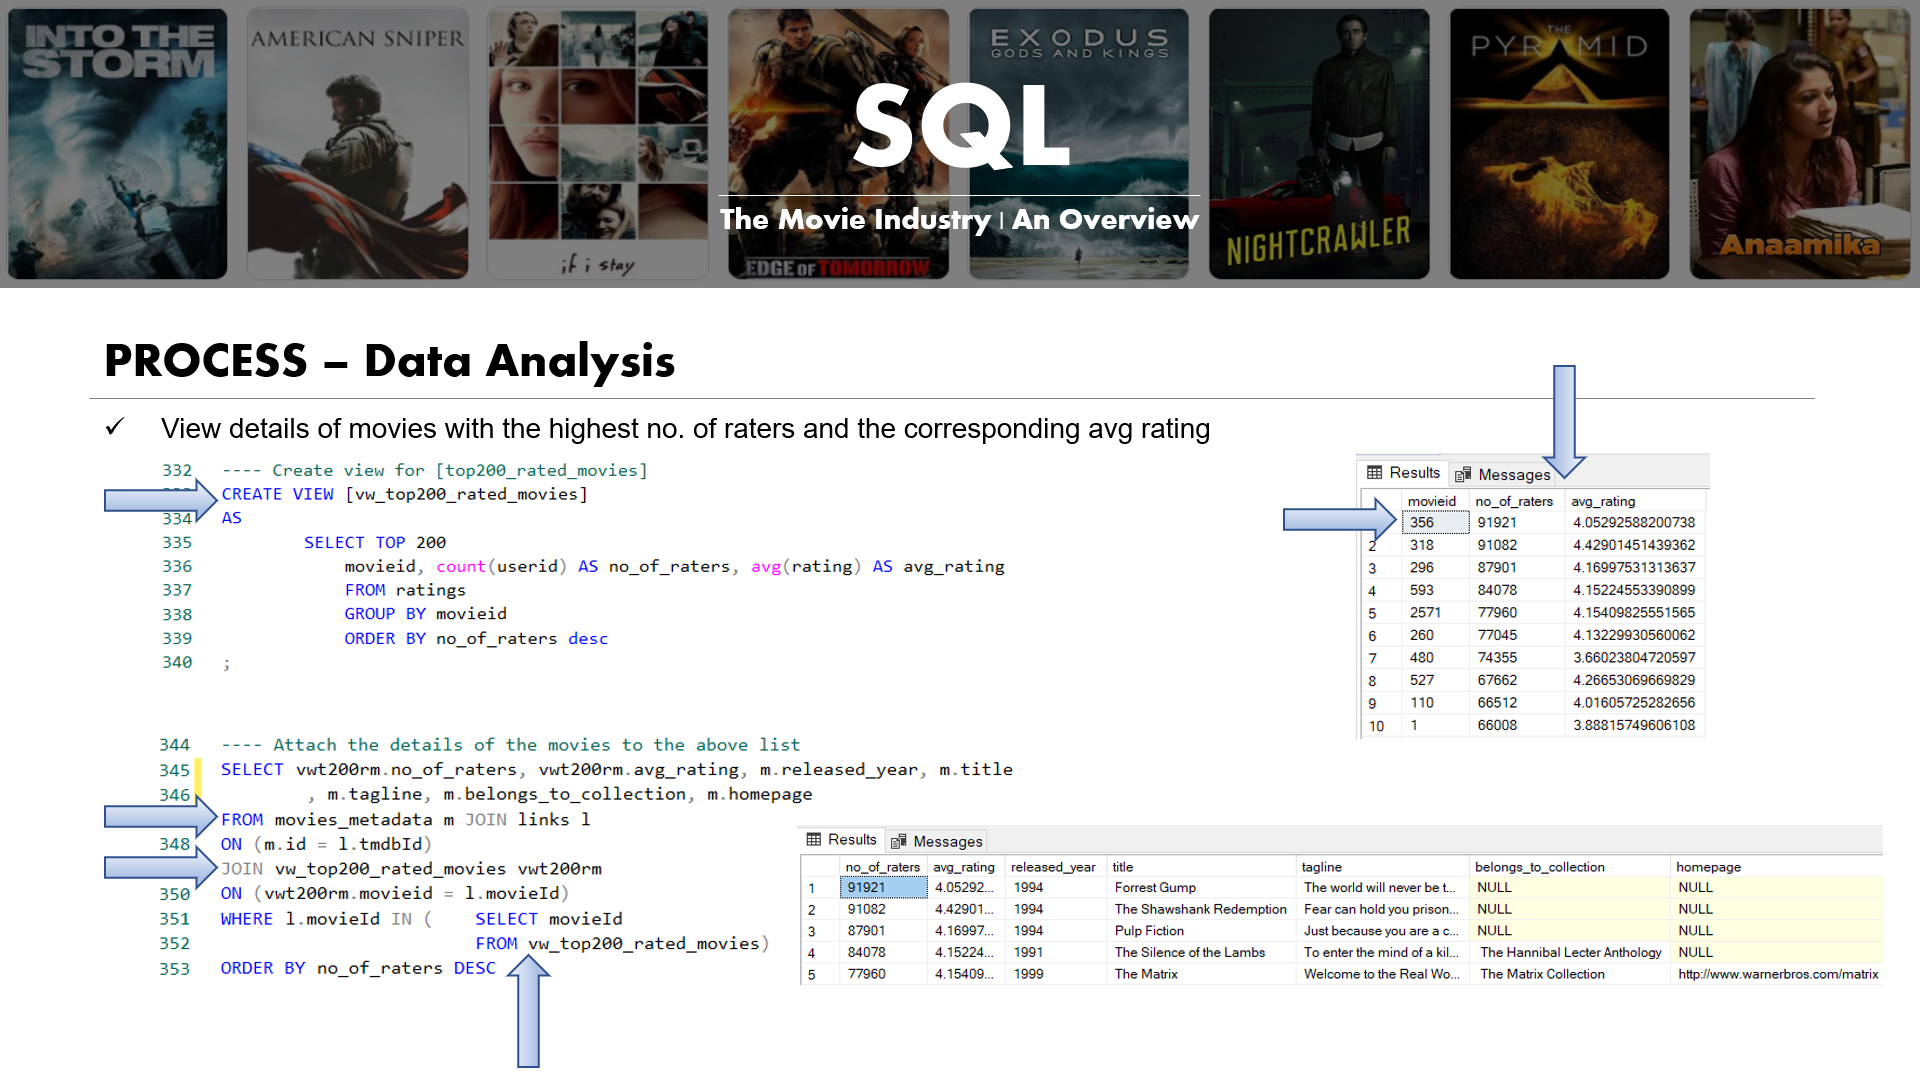 INTO THE
STORM
AMERICAN SNIPER
if i stay
EDGE OF TOMORROW
EXODUS
GODS AND KINGS
NIGHTCRAWLER
THE
PYRAMID
Anaamika
SQL
The Movie Industry | An Overview
PROCESS – Data Analysis
✓ View details of movies with the highest no. of raters and the corresponding avg rating
332 ---- Create view for [top200_rated_movies]
CREATE VIEW [vw_top200_rated_movies]
334 AS
335 SELECT TOP 200
336 movieid, count(userid) AS no_of_raters, avg(rating) AS avg_rating
337 FROM ratings
338 GROUP BY movieid
339 ORDER BY no_of_raters desc
340 ;
Results Messages
movieid no_of_raters avg_rating
356 91921 4.05292588200738
2 318 91082 4.42901451439362
3 296 87901 4.16997531313637
4 593 84078 4.15224553390899
5 2571 77960 4.15409825551565
6 260 77045 4.13229930560062
7 480 74355 3.66023804720597
8 527 67662 4.26653069669829
9 110 66512 4.01605725282656
10 1 66008 3.88815749606108
344 ---- Attach the details of the movies to the above list
345 SELECT vwt200rm.no_of_raters, vwt200rm.avg_rating, m.released_year, m.title
346 , m.tagline, m.belongs_to_collection, m.homepage
FROM movies_metadata m JOIN links l
348 ON (m.id = l.tmdbId)
JOIN vw_top200_rated_movies vwt200rm
350 ON (vwt200rm.movieid = l.movieId)
351 WHERE l.movieId IN ( SELECT movieId
352 FROM vw_top200_rated_movies)
353 ORDER BY no_of_raters DESC
Results Messages
no_of_raters avg_rating released_year title tagline belongs_to_collection homepage
1 91921 4.05292... 1994 Forrest Gump The world will never be t... NULL NULL
2 91082 4.42901... 1994 The Shawshank Redemption Fear can hold you prison... NULL NULL
3 87901 4.16997... 1994 Pulp Fiction Just because you are a c... NULL NULL
4 84078 4.15224... 1991 The Silence of the Lambs To enter the mind of a kil... The Hannibal Lecter Anthology NULL
5 77960 4.15409... 1999 The Matrix Welcome to the Real Wo... The Matrix Collection http://www.warnerbros.com/matrix